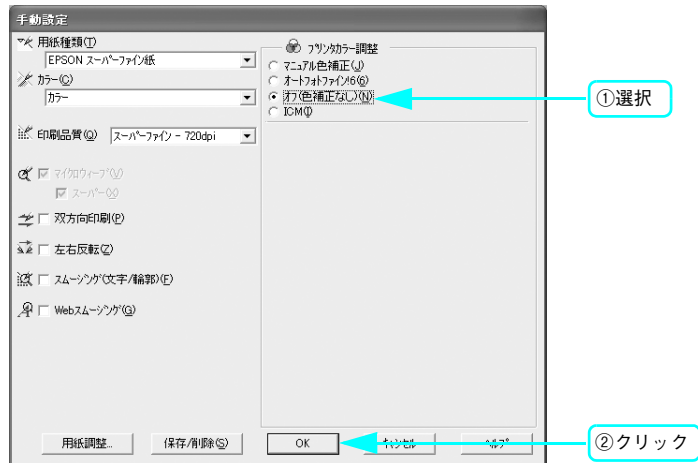 手動設定
用紙種類(T)
EPSON スーパーファイン紙
カラー(C)
カラー
印刷品質(Q) スーパーファイン - 720dpi
マイクロウィーブ(V)
スーパー(X)
双方向印刷(P)
左右反転(Z)
スムージング(文字/輪郭)(F)
Webスムージング(G)
プリンタカラー調整
マニュアル色補正(J)
オートフォトファイン!6(6)
オフ(色補正なし)(N)
ICM(I)
①選択
用紙調整... 保存/削除(S) OK キャンセル ヘルプ
②クリック